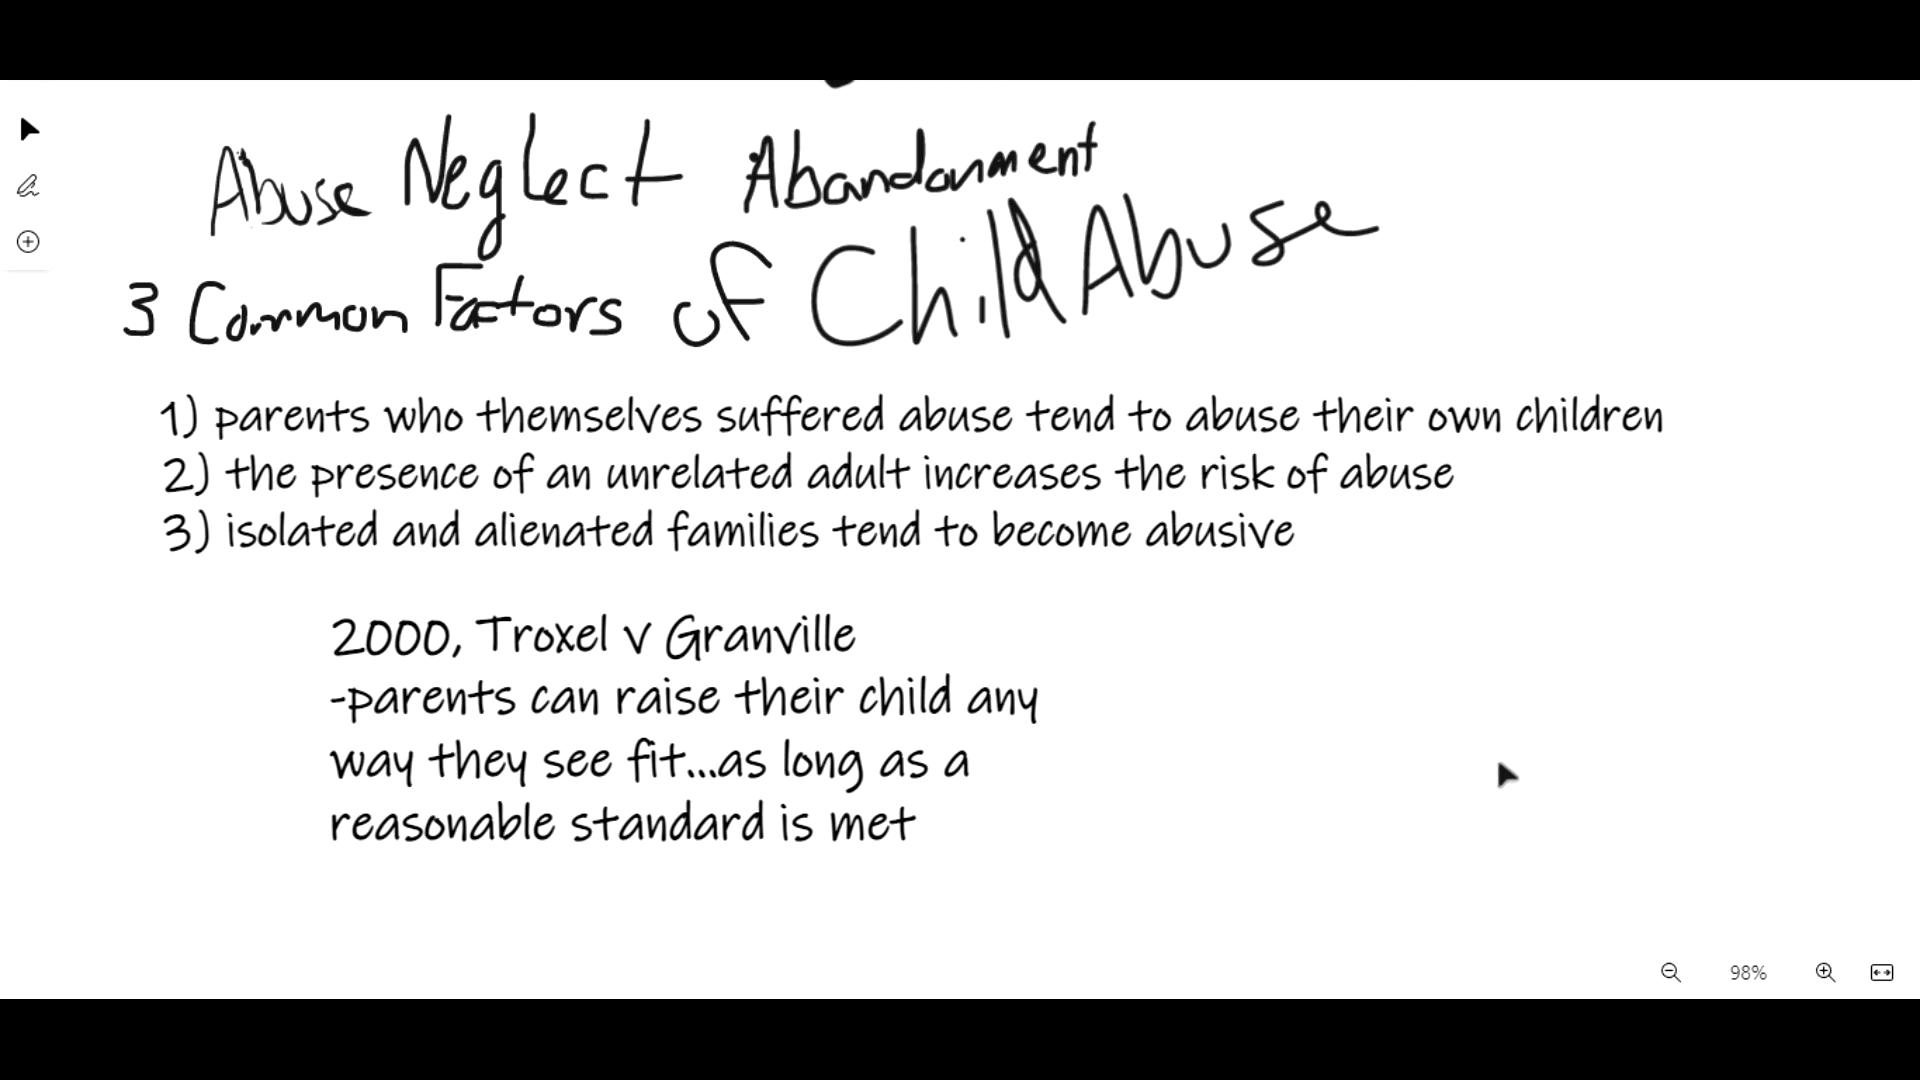 Abuse Neglect Abandonment
3 Common Factors of Child Abuse
1) parents who themselves suffered abuse tend to abuse their own children
2) the presence of an unrelated adult increases the risk of abuse
3) isolated and alienated families tend to become abusive
2000, Troxel v Granville
-parents can raise their child any
way they see fit...as long as a
reasonable standard is met
98%